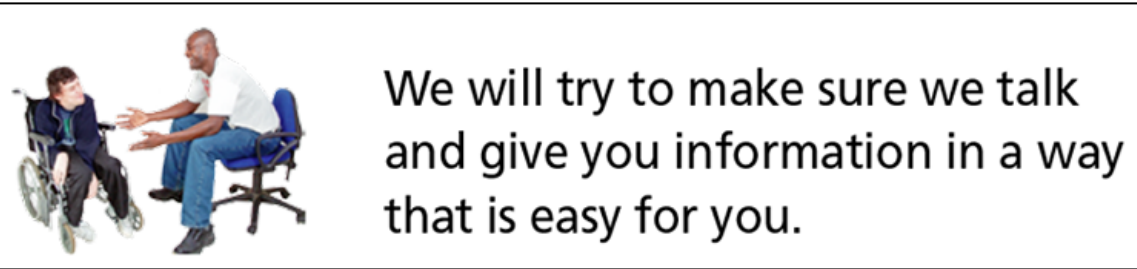 We will try to make sure we talk
and give you information in a way
that is easy for you.